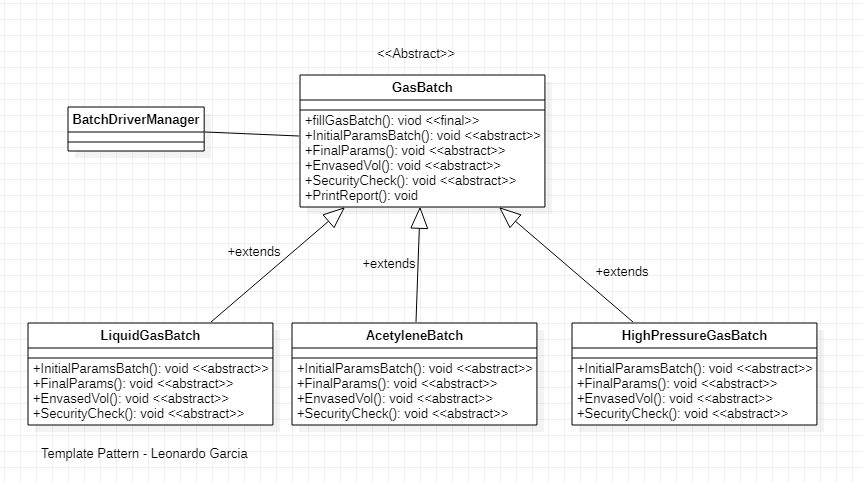 <<Abstract>>
GasBatch
BatchDriverManager
+fillGasBatch(): viod <<final>>
+InitialParamsBatch(): void <<abstract>>
+FinalParams(): void <<abstract>>
+EnvasedVol(): void <<abstract>>
+SecurityCheck(): void <<abstract>>
+PrintReport(): void
+extends
+extends
+extends
LiquidGasBatch
+InitialParamsBatch(): void <<abstract>>
+FinalParams(): void <<abstract>>
+EnvasedVol(): void <<abstract>>
+SecurityCheck(): void <<abstract>>
AcetyleneBatch
+InitialParamsBatch(): void <<abstract>>
+FinalParams(): void <<abstract>>
+EnvasedVol(): void <<abstract>>
+SecurityCheck(): void <<abstract>>
HighPressureGasBatch
+InitialParamsBatch(): void <<abstract>>
+FinalParams(): void <<abstract>>
+EnvasedVol(): void <<abstract>>
+SecurityCheck(): void <<abstract>>
Template Pattern - Leonardo Garcia